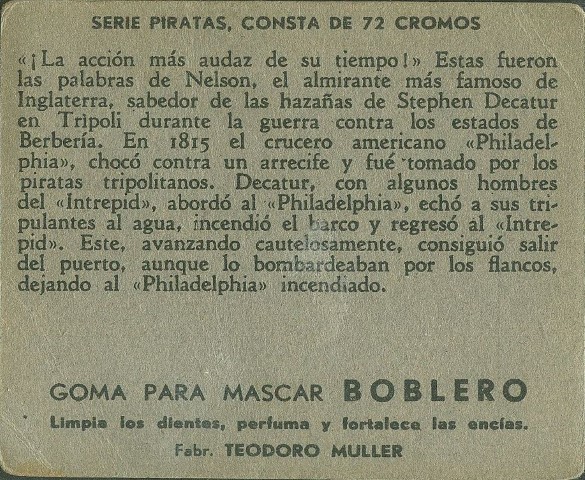 SERIE PIRATAS, CONSTA DE 72 CROMOS
«¡La acción más audaz de su tiempo!» Estas fueron
las palabras de Nelson, el almirante más famoso de
Inglaterra, sabedor de las hazañas de Stephen Decatur
en Tripoli durante la guerra contra los estados de
Berbería. En 1815 el crucero americano «Philadel-
phia», chocó contra un arrecife y fué tomado por los
piratas tripolitanos. Decatur, con algunos hombres
del «Intrepid», abordó al «Philadelphia», echó a sus tri-
pulantes al agua, incendió el barco y regresó al «Intre-
pid». Este, avanzando cautelosamente, consiguió salir
del puerto, aunque lo bombardeaban por los flancos,
dejando al «Philadelphia» incendiado.
GOMA PARA MASCAR BOBLERO
Limpia los dientes, perfuma y fortalece las encías.
Fabr. TEODORO MULLER